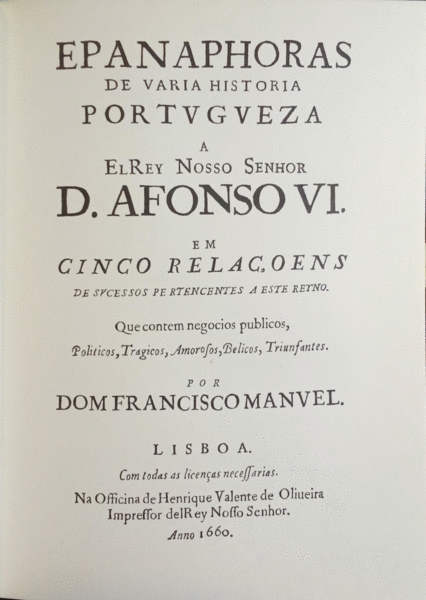 EPANAPHORAS
DE VARIA HISTORIA
PORTVGVEZA
A
ELREY NOSSO SENHOR
D. AFONSO VI.
EM
CINCO RELAC,OENS
DE SVCESSOS PERTENCENTES A ESTE REYNO.
Que contem negocios publicos,
Politicos, Tragicos, Amoroſos, Belicos, Triunfantes.
POR
DOM FRANCISCO MANVEL.
LISBOA.
Com todas as licenças neceſſarias.
Na Officina de Henrique Valente de Oliueira
Impreſſor delRey Noſſo Senhor.
Anno 1660.